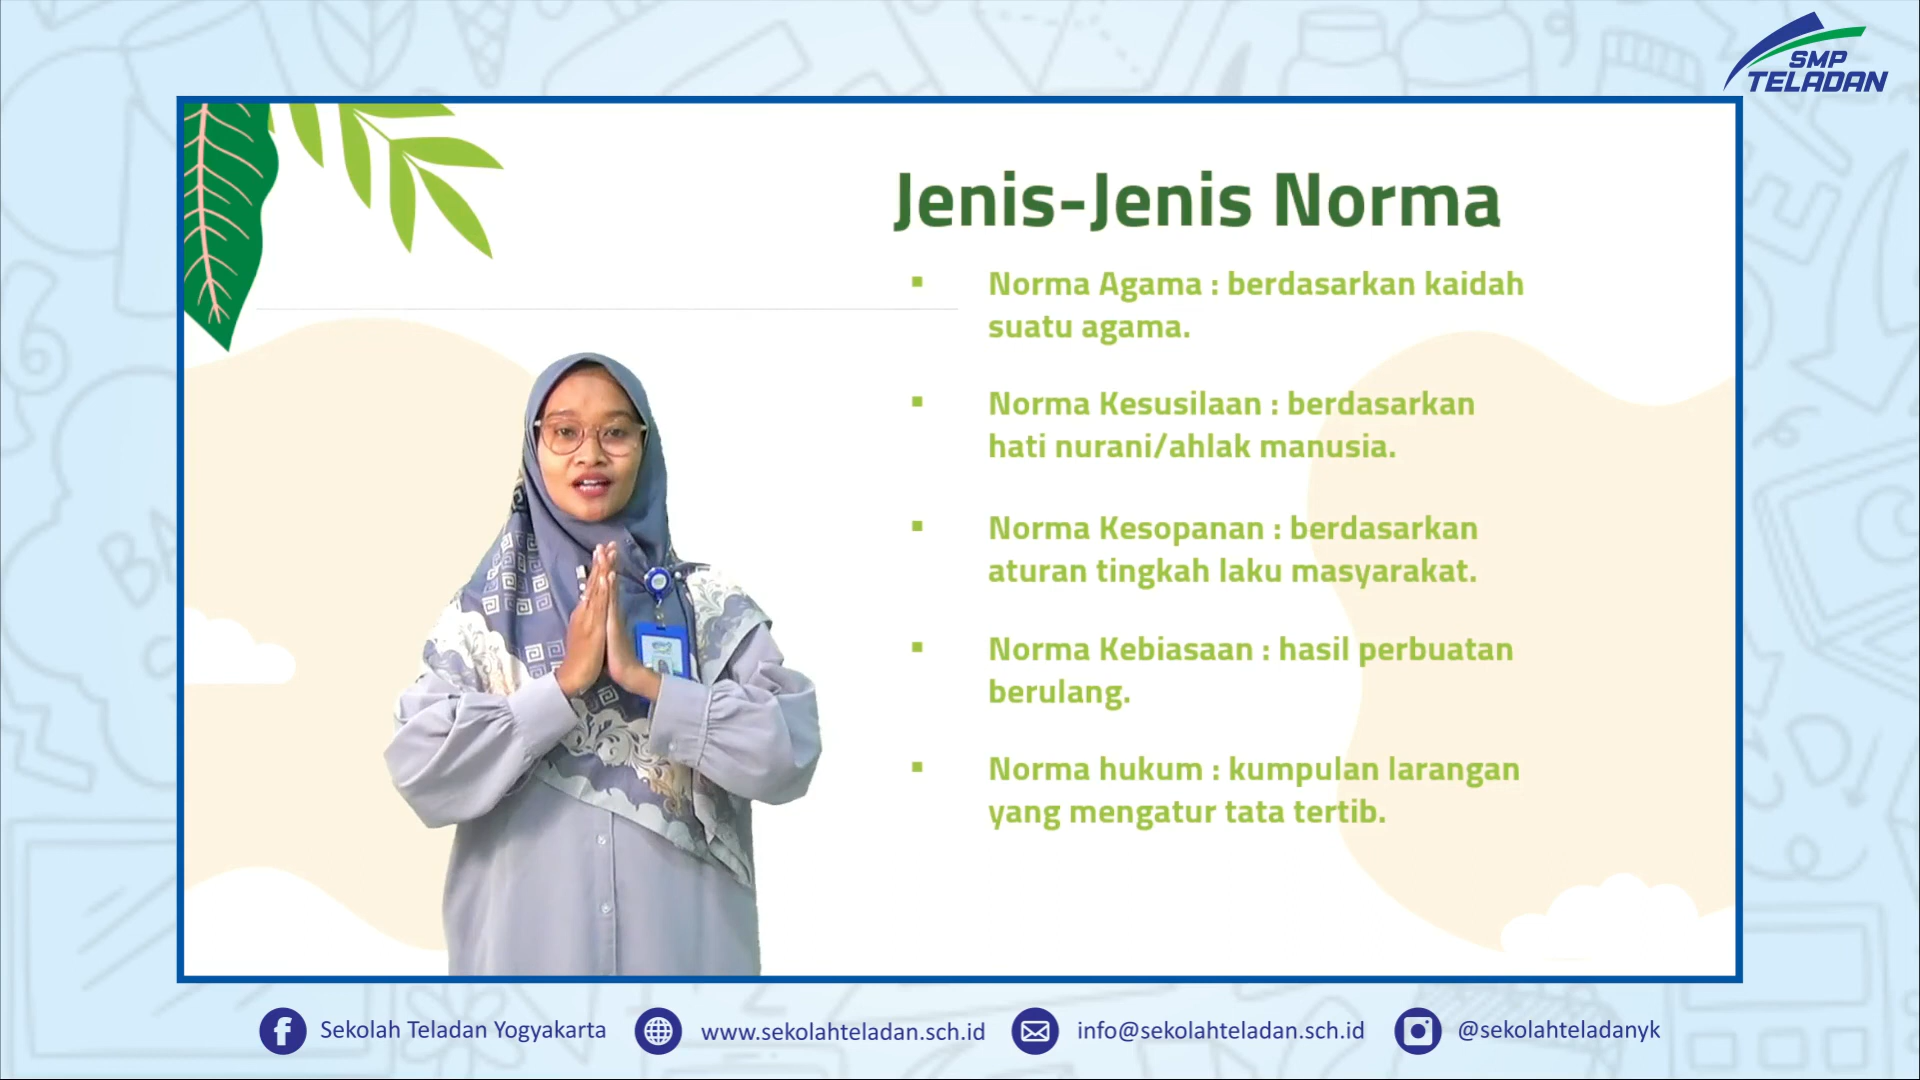 SMP
TELADAN
Jenis-Jenis Norma
▪ Norma Agama : berdasarkan kaidah
suatu agama.
▪ Norma Kesusilaan : berdasarkan
hati nurani/ahlak manusia.
▪ Norma Kesopanan : berdasarkan
aturan tingkah laku masyarakat.
▪ Norma Kebiasaan : hasil perbuatan
berulang.
▪ Norma hukum : kumpulan larangan
yang mengatur tata tertib.
Sekolah Teladan Yogyakarta
www.sekolahteladan.sch.id
info@sekolahteladan.sch.id
@sekolahteladanyk